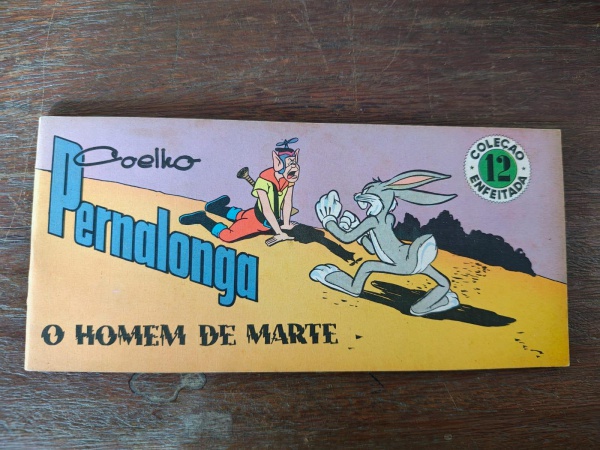 Coelho
Pernalonga
O HOMEM DE MARTE
COLEÇÃO
12
ENFEITADA